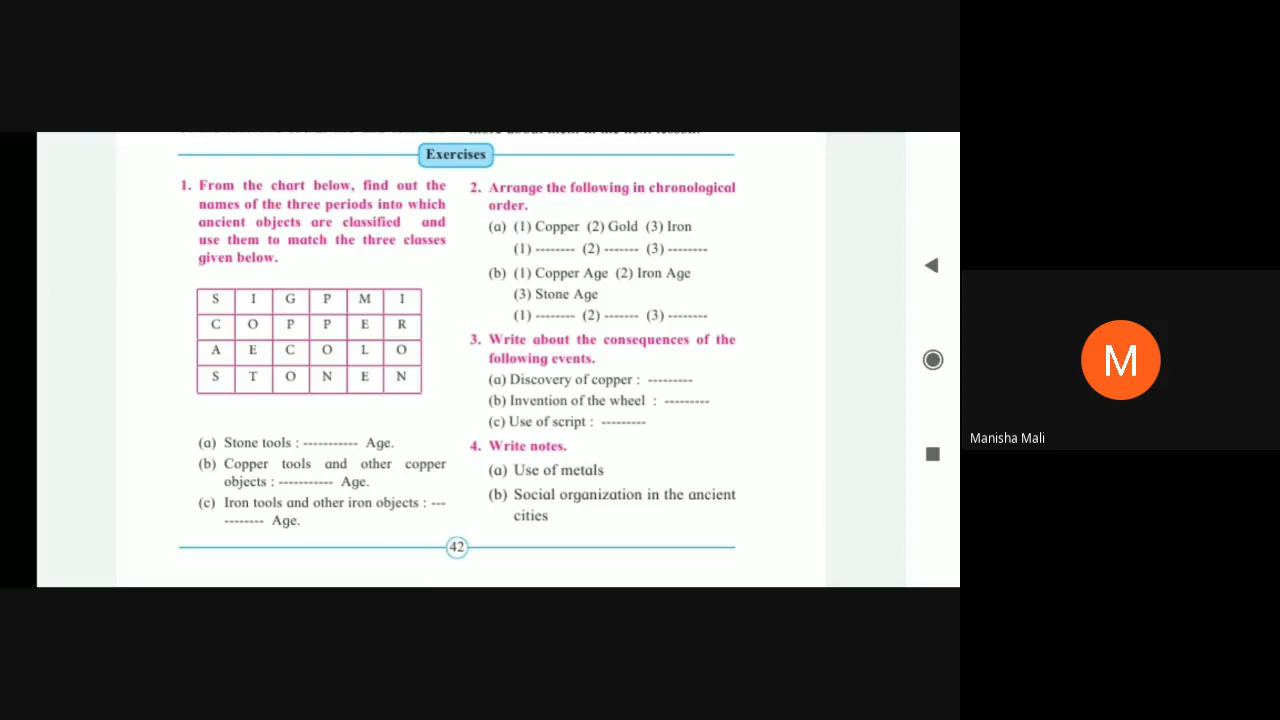 Exercises
1. From the chart below, find out the
names of the three periods into which
ancient objects are classified and
use them to match the three classes
given below.
S I G P M I
C O P P E R
A E C O L O
S T O N E N
(a) Stone tools : ----------- Age.
(b) Copper tools and other copper
objects : ----------- Age.
(c) Iron tools and other iron objects : ---
-------- Age.
2. Arrange the following in chronological
order.
(a) (1) Copper (2) Gold (3) Iron
(1) -------- (2) ------- (3) --------
(b) (1) Copper Age (2) Iron Age
(3) Stone Age
(1) -------- (2) ------- (3) --------
3. Write about the consequences of the
following events.
(a) Discovery of copper : ---------
(b) Invention of the wheel : ---------
(c) Use of script : ---------
4. Write notes.
(a) Use of metals
(b) Social organization in the ancient
cities
42
M
Manisha Mali